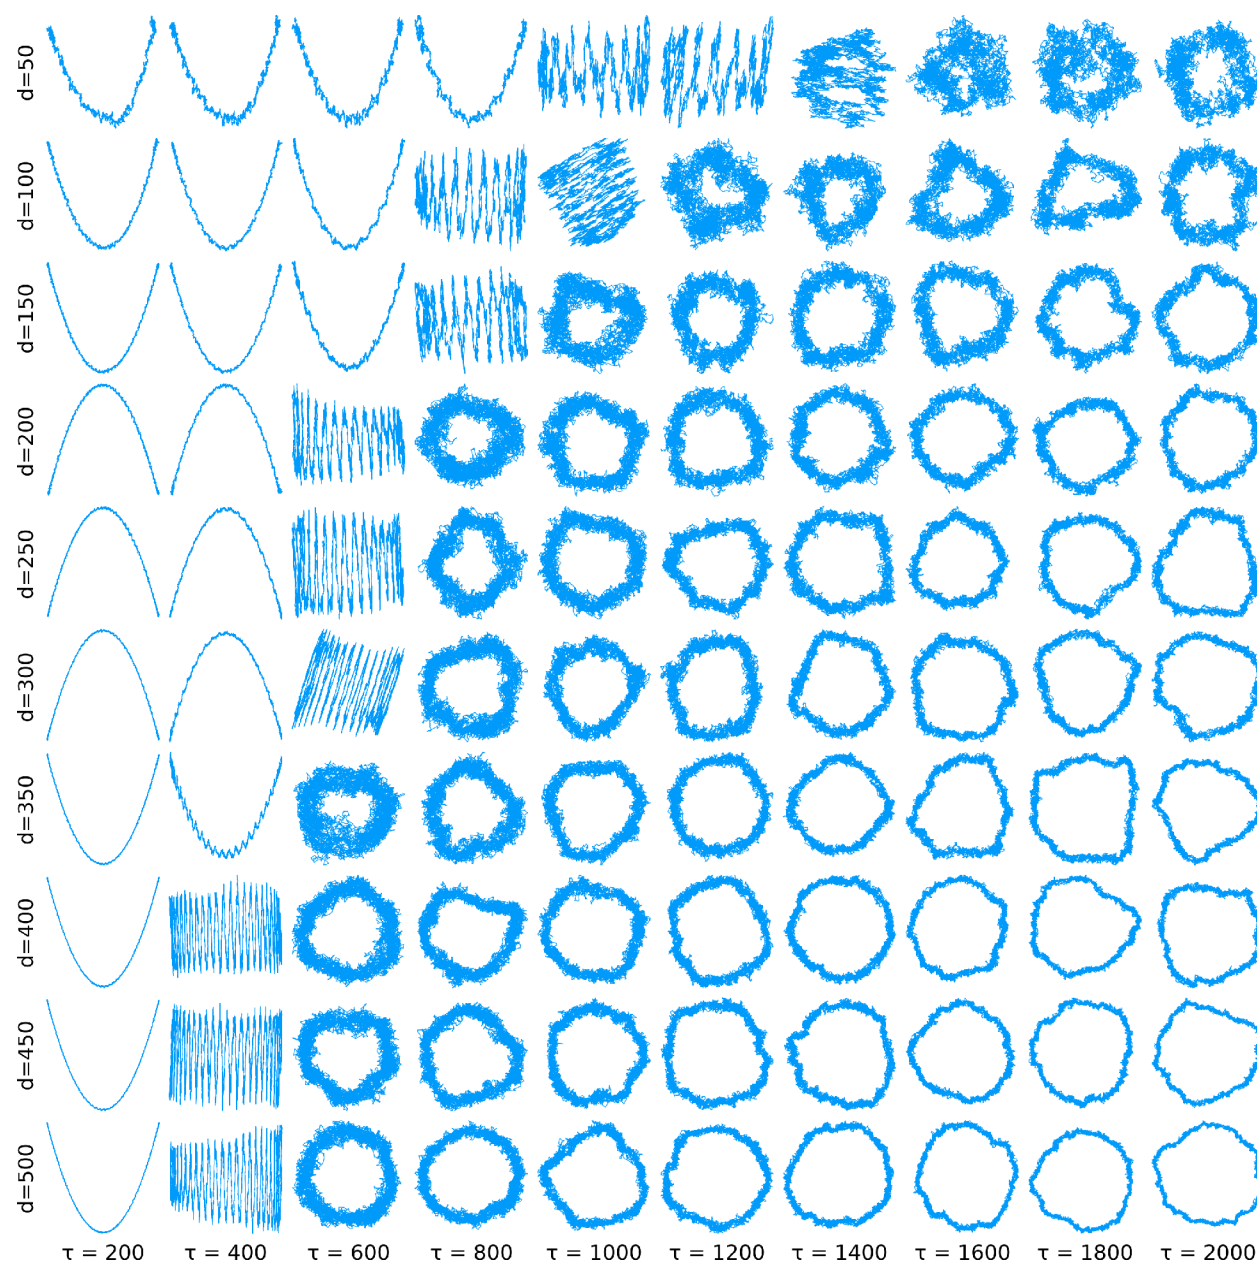 d=50
d=100
d=150
d=200
d=250
d=300
d=350
d=400
d=450
d=500
τ = 200 τ = 400 τ = 600 τ = 800 τ = 1000 τ = 1200 τ = 1400 τ = 1600 τ = 1800 τ = 2000